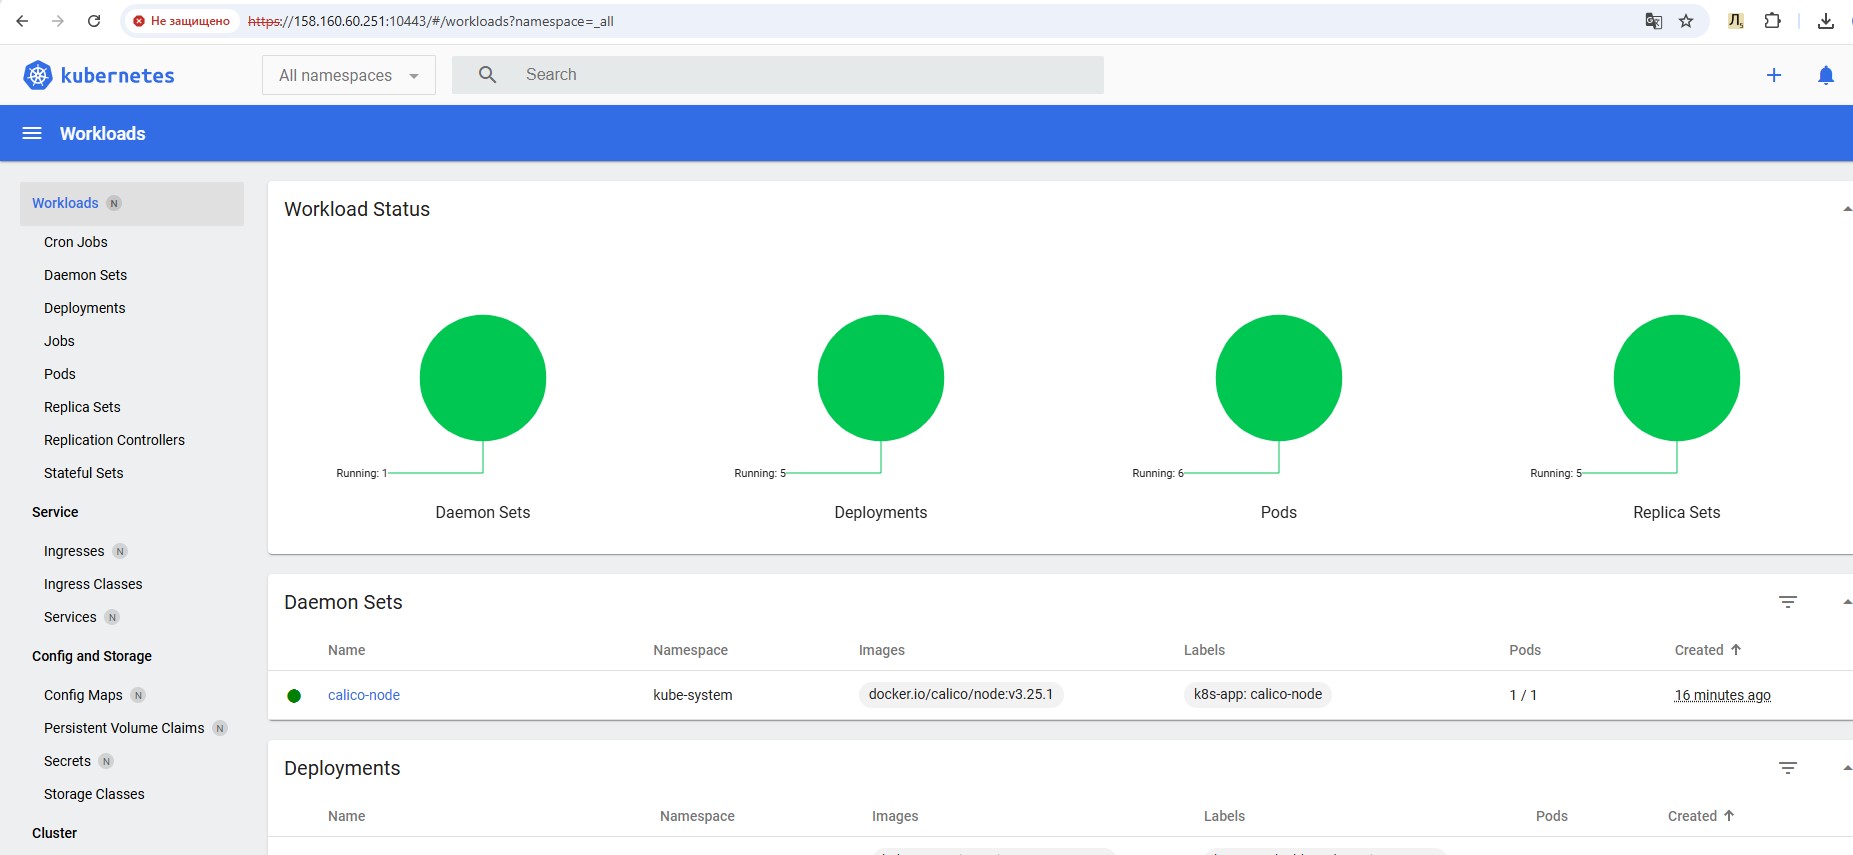 Не защищено https://158.160.60.251:10443/#/workloads?namespace=_all
kubernetes All namespaces Search
Workloads
Workloads N
Cron Jobs
Daemon Sets
Deployments
Jobs
Pods
Replica Sets
Replication Controllers
Stateful Sets
Service
Ingresses N
Ingress Classes
Services N
Config and Storage
Config Maps N
Persistent Volume Claims N
Secrets N
Storage Classes
Cluster
Workload Status
Running: 1 Running: 5 Running: 6 Running: 5
Daemon Sets Deployments Pods Replica Sets
Daemon Sets
Name Namespace Images Labels Pods Created
calico-node kube-system docker.io/calico/node:v3.25.1 k8s-app: calico-node 1 / 1 16 minutes ago
Deployments
Name Namespace Images Labels Pods Created